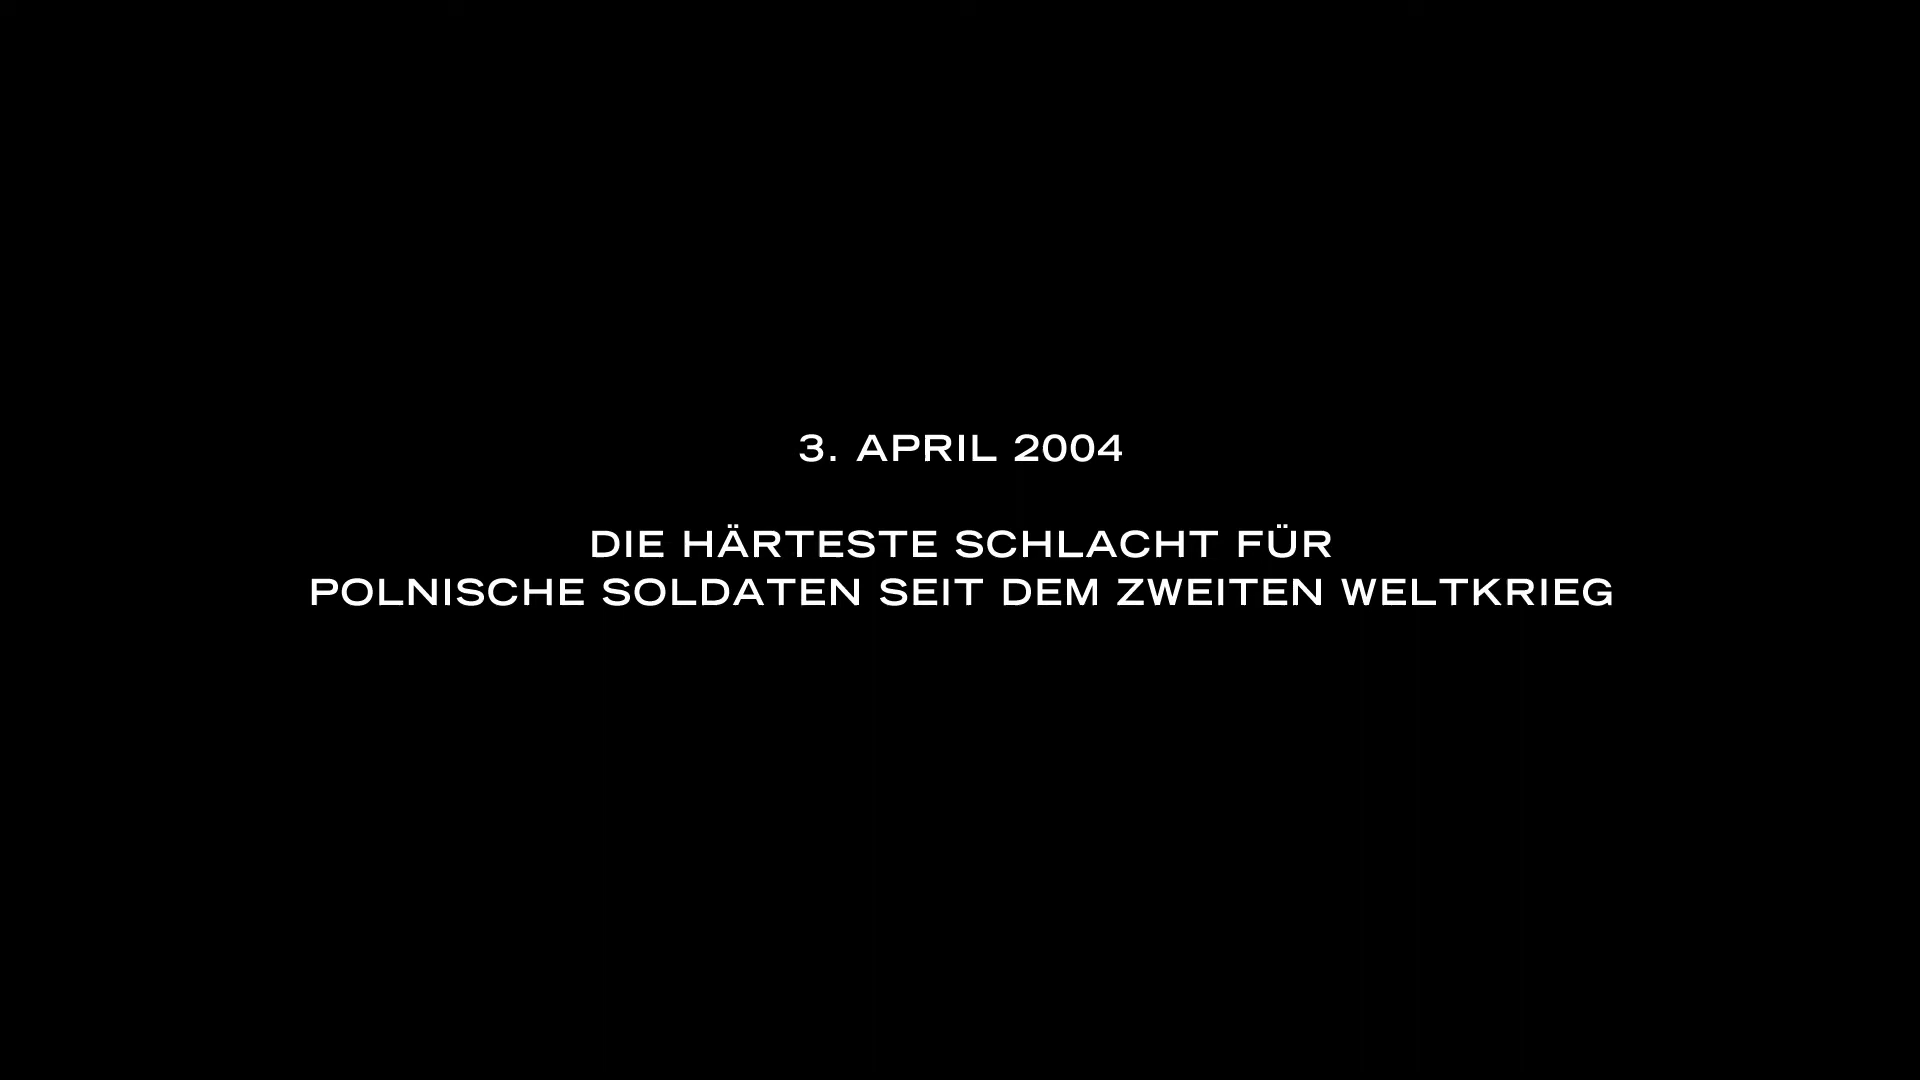 3. APRIL 2004
DIE HÄRTESTE SCHLACHT FÜR
POLNISCHE SOLDATEN SEIT DEM ZWEITEN WELTKRIEG